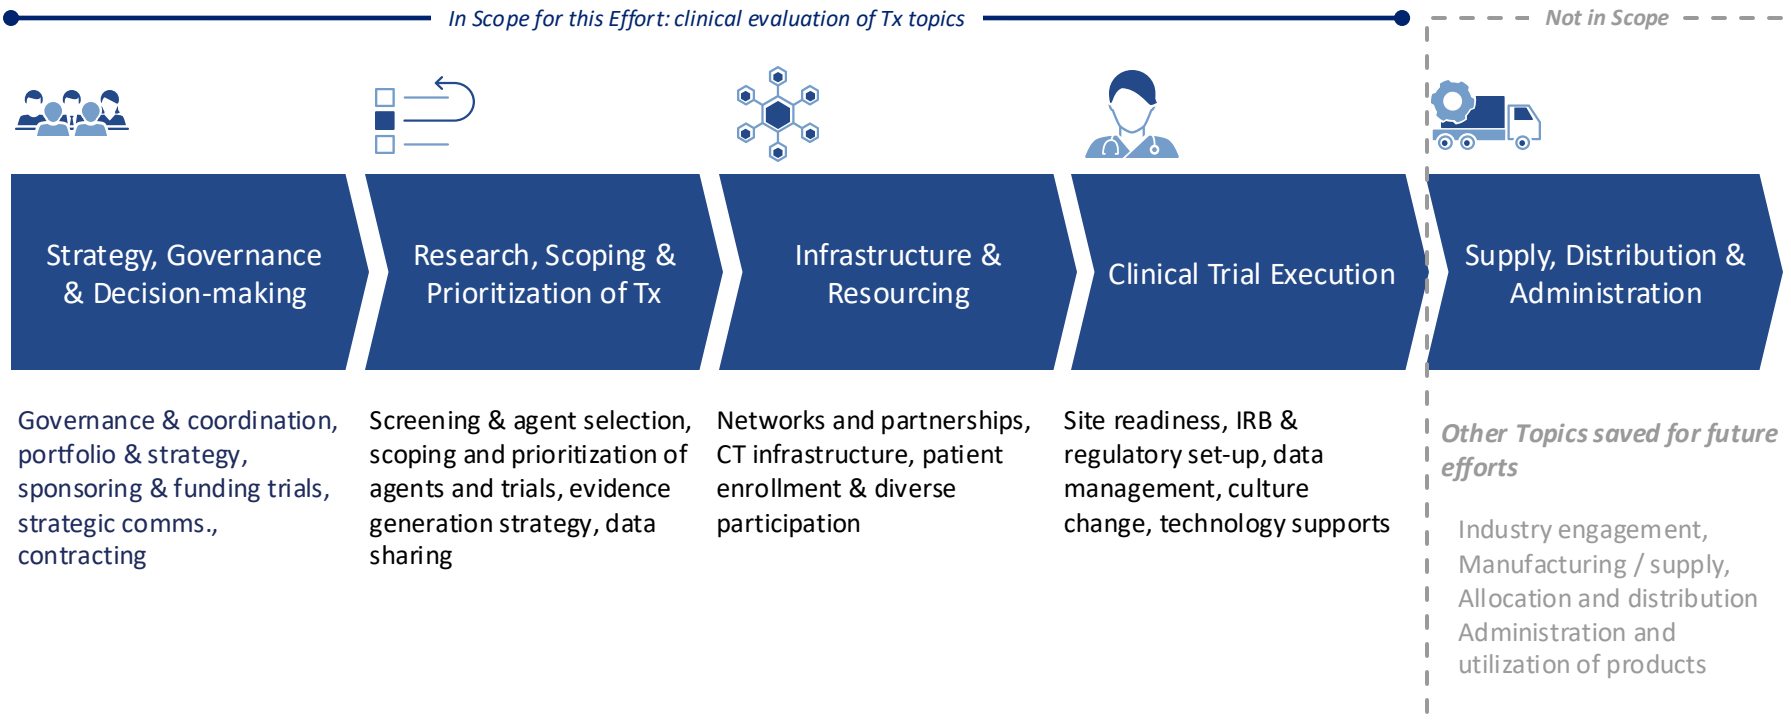 In Scope for this Effort: clinical evaluation of Tx topics
Not in Scope
Strategy, Governance
& Decision-making
Research, Scoping &
Prioritization of Tx
Infrastructure &
Resourcing
Clinical Trial Execution
Supply, Distribution &
Administration
Governance & coordination,
portfolio & strategy,
sponsoring & funding trials,
strategic comms.,
contracting
Screening & agent selection,
scoping and prioritization of
agents and trials, evidence
generation strategy, data
sharing
Networks and partnerships,
CT infrastructure, patient
enrollment & diverse
participation
Site readiness, IRB &
regulatory set-up, data
management, culture
change, technology supports
Other Topics saved for future
efforts
Industry engagement,
Manufacturing / supply,
Allocation and distribution
Administration and
utilization of products